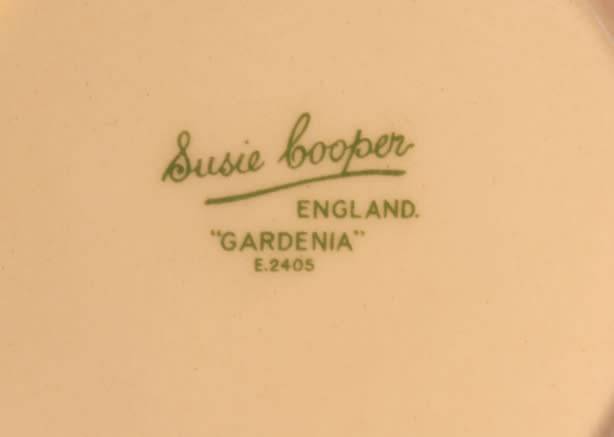 Susie Cooper
ENGLAND.
"GARDENIA"
E.2405